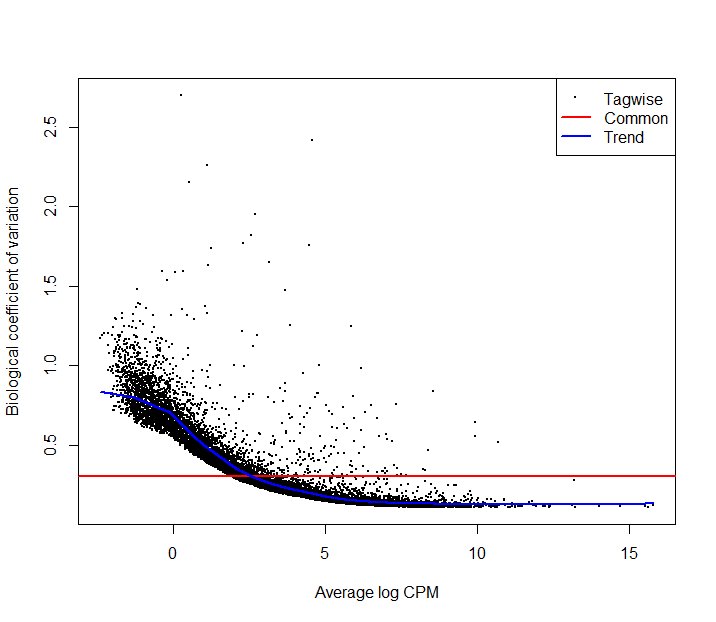 Tagwise
Common
Trend
Biological coefficient of variation
2.5
2.0
1.5
1.0
0.5
0 5 10 15
Average log CPM